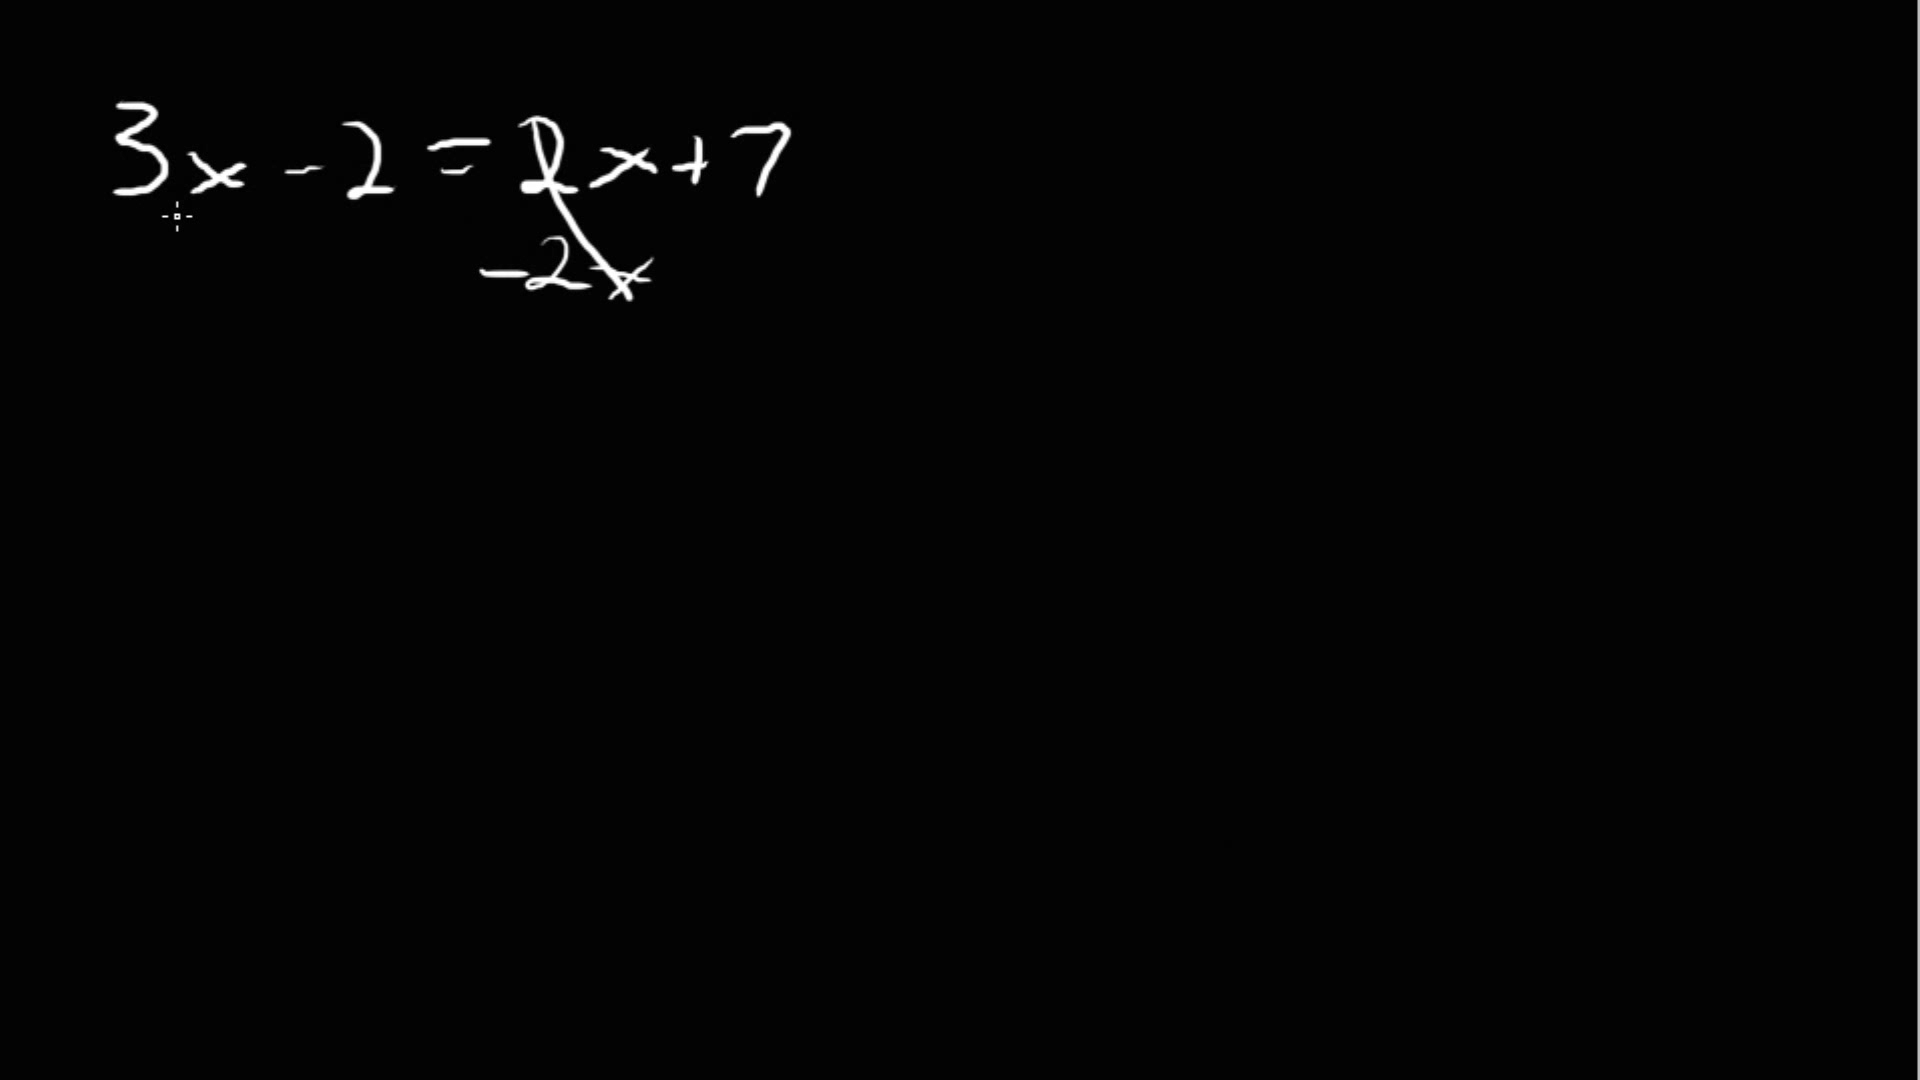 3x - 2 = 2x + 7
-2x